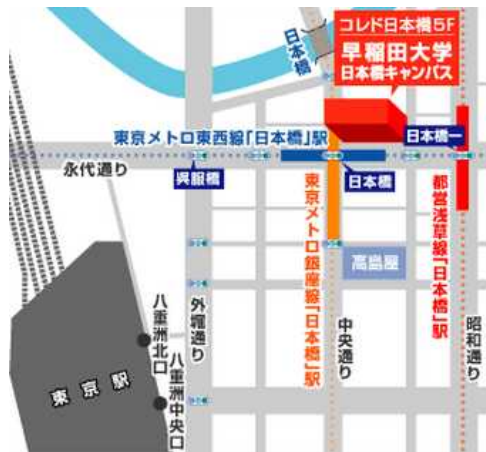 コレド日本橋5F
早稲田大学
日本橋キャンパス
日本橋
東京メトロ東西線「日本橋」駅
日本橋一
永代通り
呉服橋
日本橋
東京メトロ銀座線「日本橋」駅
都営浅草線「日本橋」駅
高島屋
八重洲北口
外堀通り
中央通り
昭和通り
八重洲中央口
東京駅